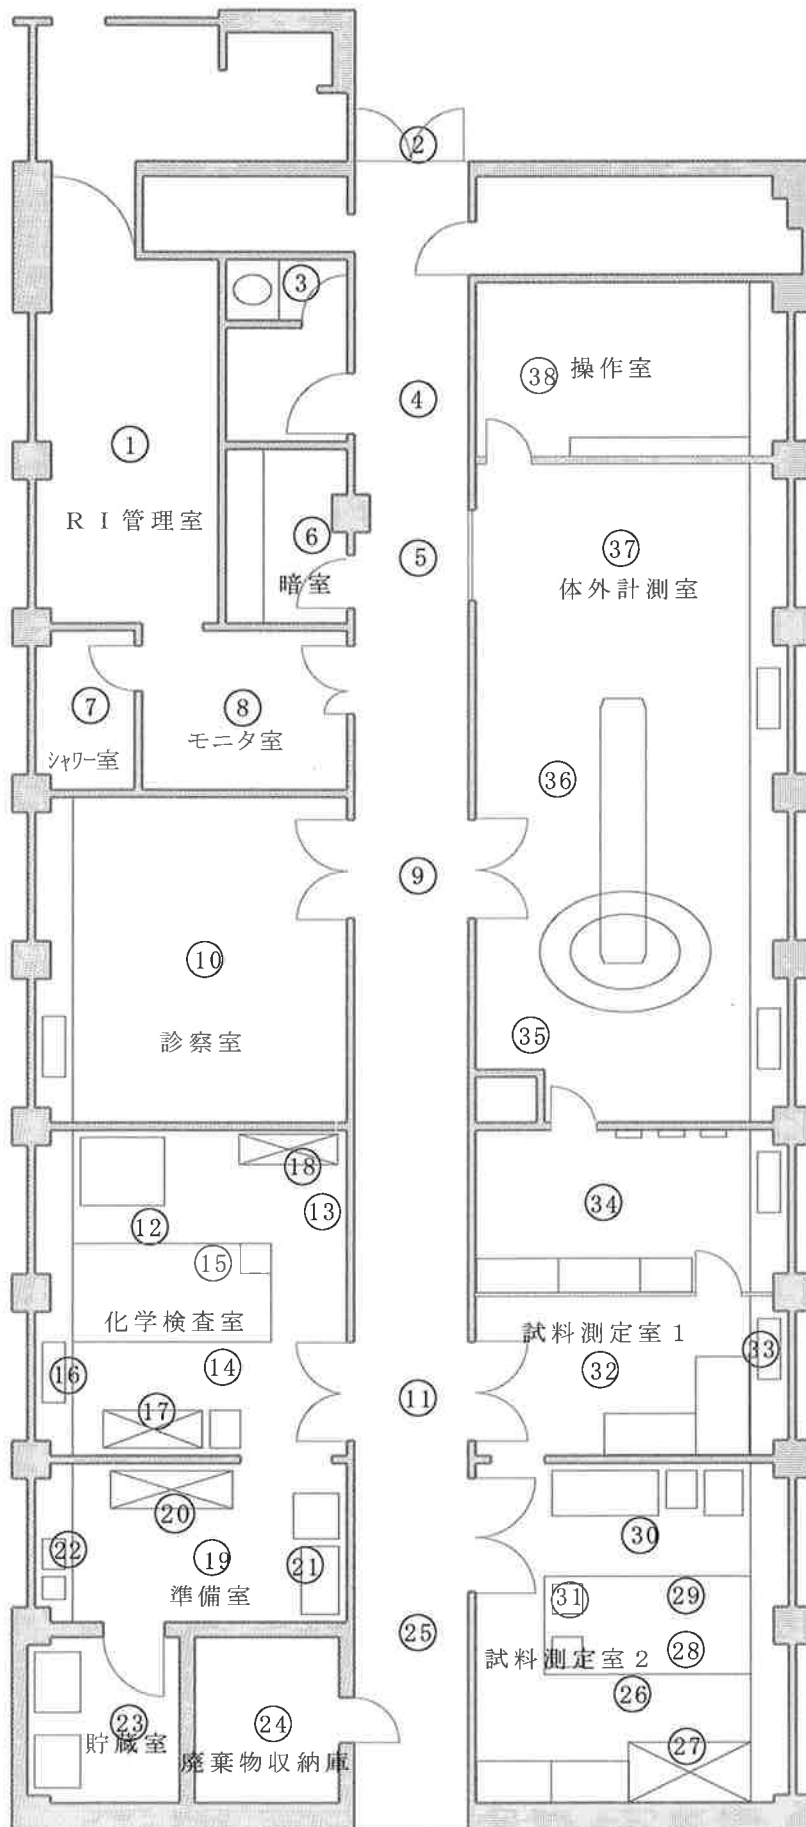 ②
③
④
㊳ 操作室
①
ＲＩ管理室
⑥
暗室
⑤
㊲
体外計測室
⑦
シャワー室
⑧
モニタ室
㊱
⑨
⑩
診察室
㉟
⑱
⑬
⑫
⑮
化学検査室
㉞
試料測定室１
⑯
⑭
⑰
⑪
㉜
㉝
⑳
㉒
⑲
準備室
㉑
㉚
㉛
㉙
㉕
試料測定室２
㉘
㉖
㉓
貯蔵室
㉔
廃棄物収納庫
㉗